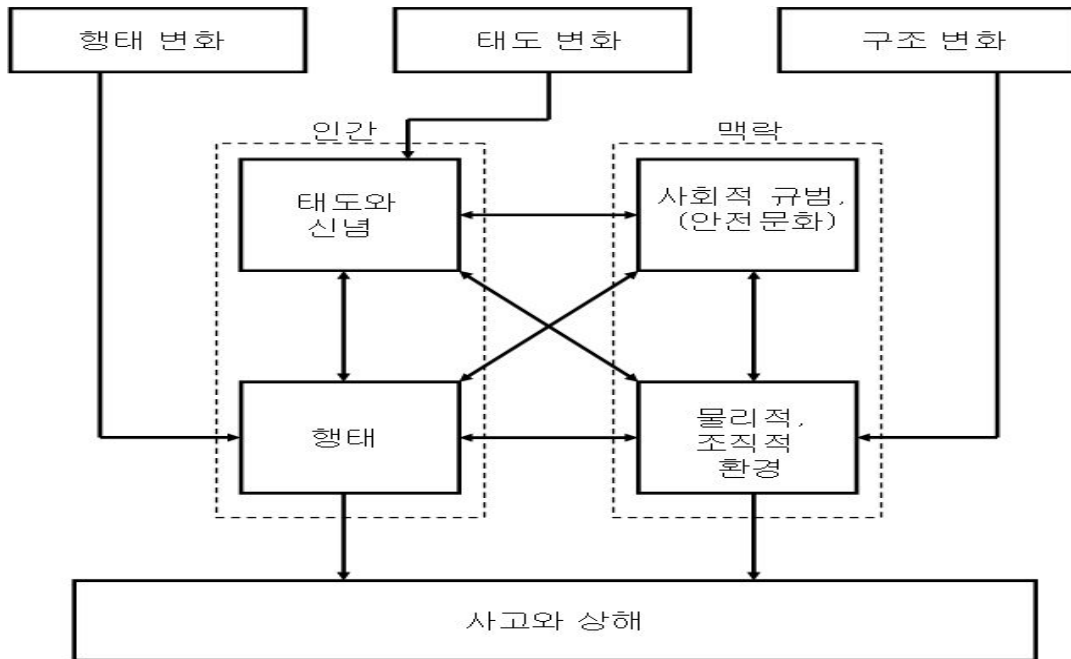 행태 변화
태도 변화
구조 변화
인간
맥락
태도와
신념
사회적 규범,
(안전문화)
행태
물리적,
조직적
환경
사고와 상해